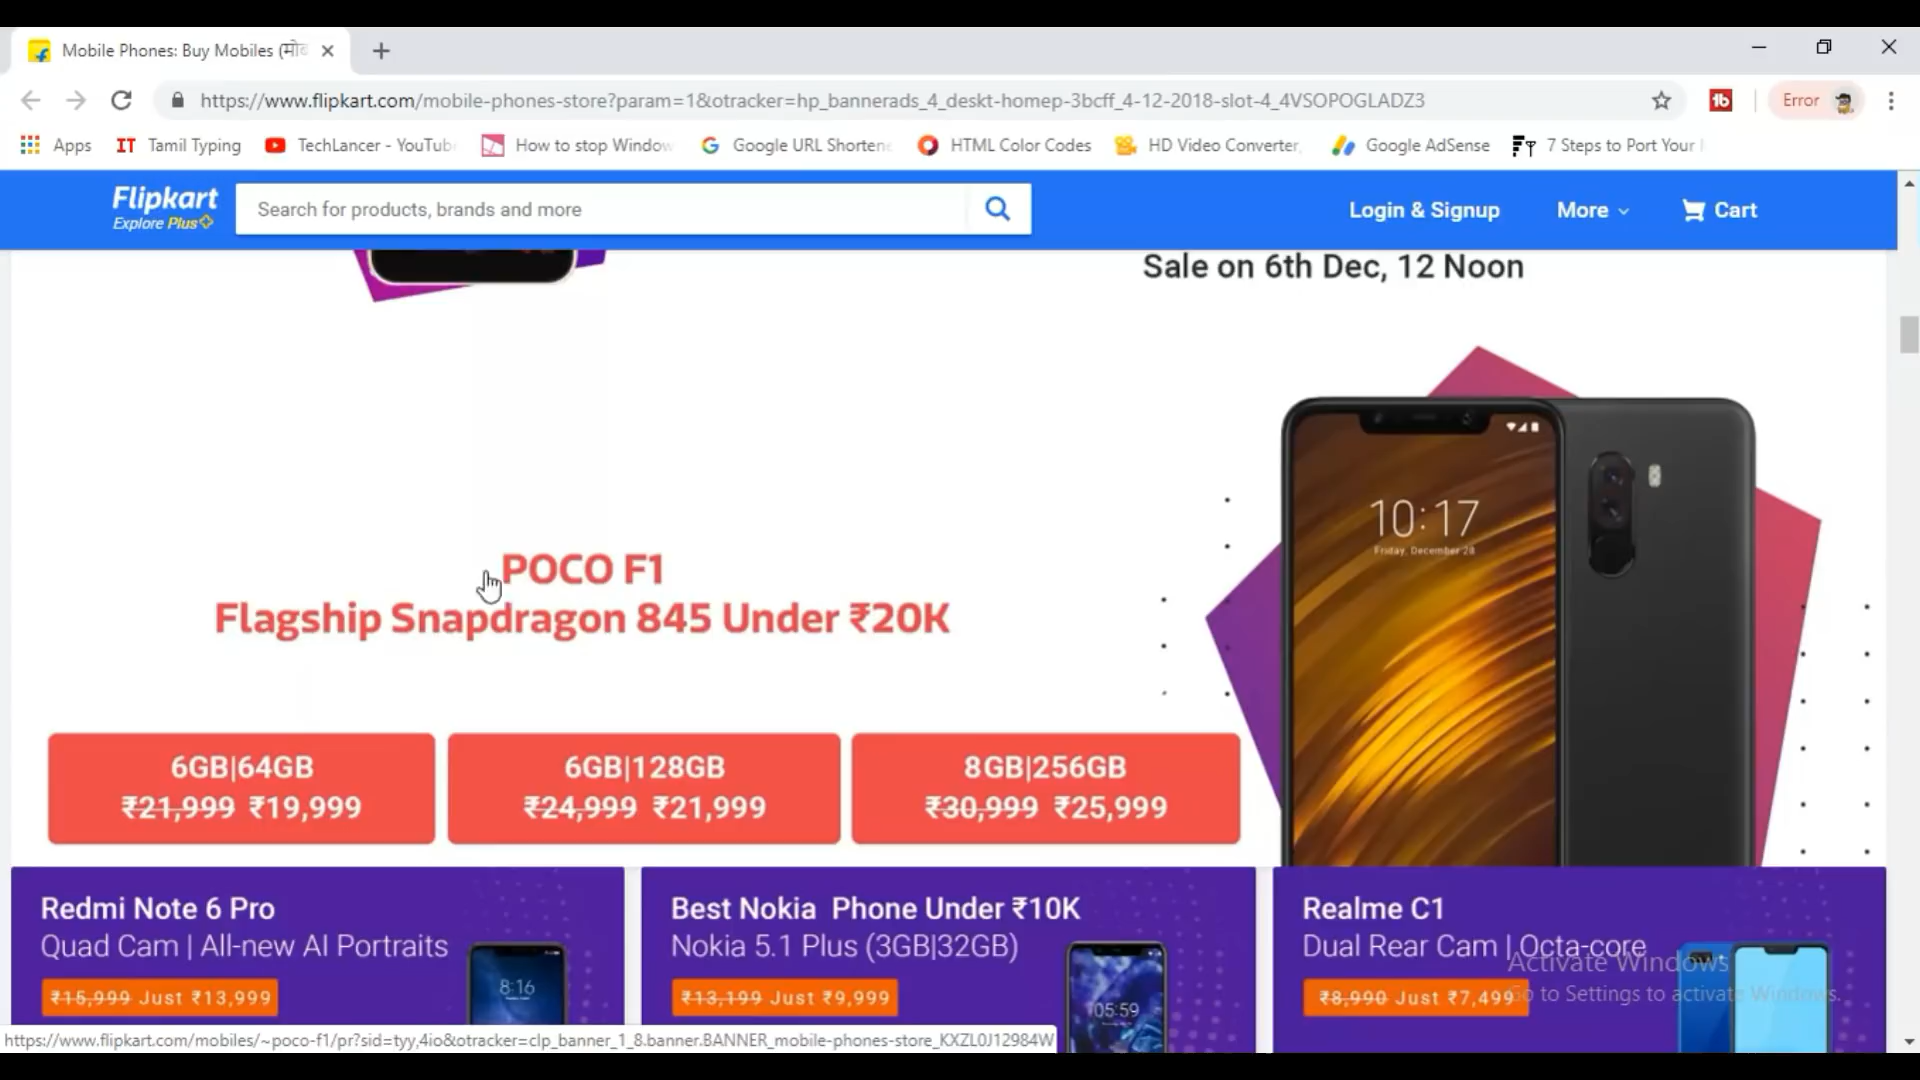 Mobile Phones: Buy Mobiles (मोब
https://www.flipkart.com/mobile-phones-store?param=1&otracker=hp_bannerads_4_deskt-homep-3bcff_4-12-2018-slot-4_4VSOPOGLADZ3
Error
Apps
IT Tamil Typing
TechLancer - YouTub
How to stop Window
Google URL Shortene
HTML Color Codes
HD Video Converter,
Google AdSense
7 Steps to Port Your
Flipkart
Explore Plus
Search for products, brands and more
Login & Signup
More
Cart
Sale on 6th Dec, 12 Noon
10:17
Friday, December 28
POCO F1
Flagship Snapdragon 845 Under ₹20K
6GB|64GB
₹21,999 ₹19,999
6GB|128GB
₹24,999 ₹21,999
8GB|256GB
₹30,999 ₹25,999
Redmi Note 6 Pro
Quad Cam | All-new AI Portraits
₹15,999 Just ₹13,999
8:16
Best Nokia Phone Under ₹10K
Nokia 5.1 Plus (3GB|32GB)
₹13,199 Just ₹9,999
05:59
Realme C1
Dual Rear Cam | Octa-core
₹8,990 Just ₹7,499
Activate Windows
Go to Settings to activate Windows.
https://www.flipkart.com/mobiles/~poco-f1/pr?sid=tyy,4io&otracker=clp_banner_1_8.banner.BANNER_mobile-phones-store_KXZL0J12984W